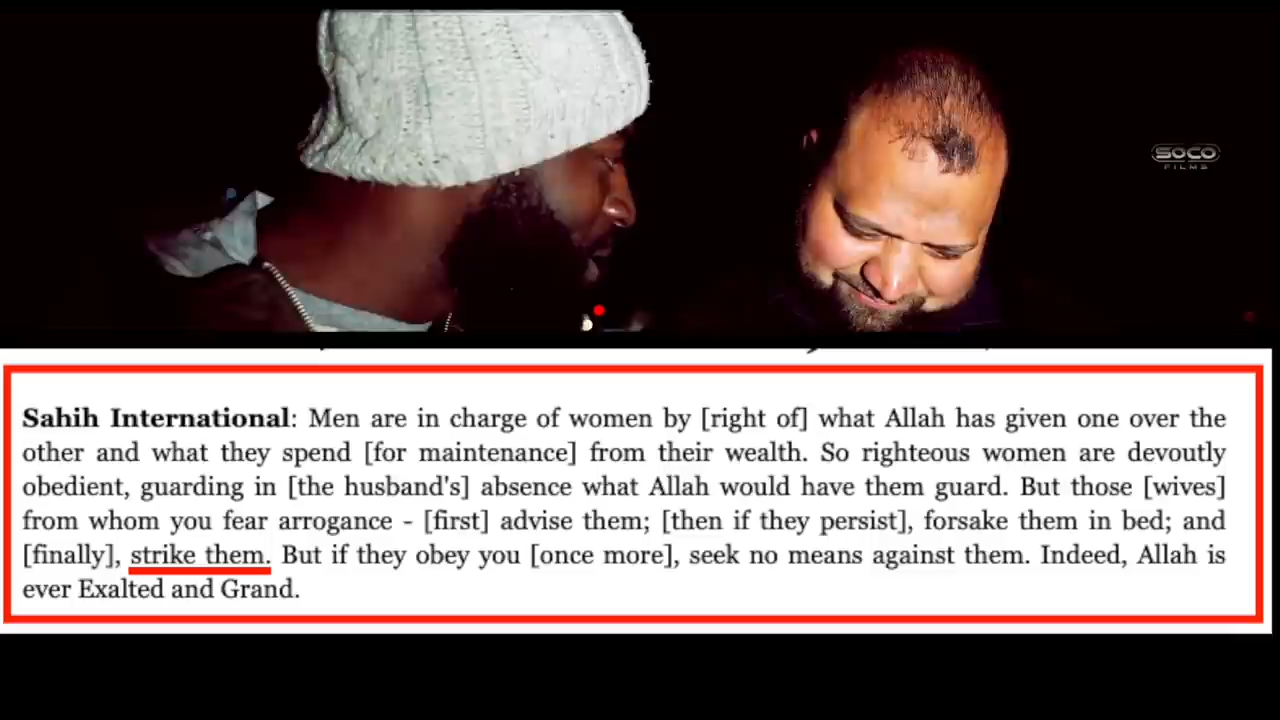 SOCO
FILMS
Sahih International: Men are in charge of women by [right of] what Allah has given one over the
other and what they spend [for maintenance] from their wealth. So righteous women are devoutly
obedient, guarding in [the husband's] absence what Allah would have them guard. But those [wives]
from whom you fear arrogance - [first] advise them; [then if they persist], forsake them in bed; and
[finally], strike them. But if they obey you [once more], seek no means against them. Indeed, Allah is
ever Exalted and Grand.